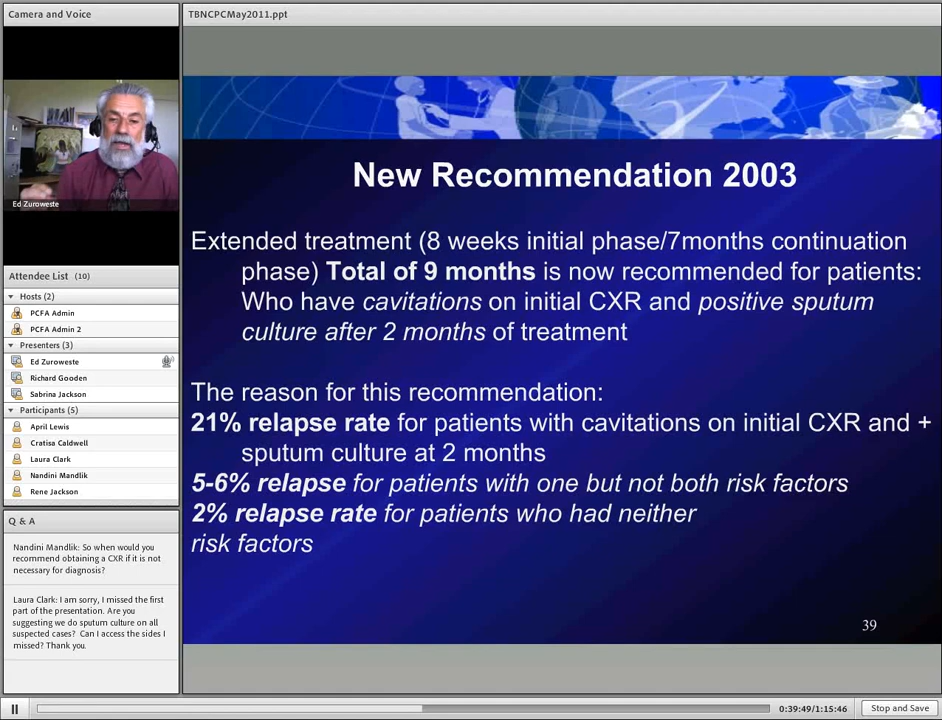 Camera and Voice
TBNCPCMay2011.ppt
Ed Zuroweste
Attendee List (10)
Hosts (2)
PCFA Admin
PCFA Admin 2
Presenters (3)
Ed Zuroweste
Richard Gooden
Sabrina Jackson
Participants (5)
April Lewis
Cratisa Caldwell
Laura Clark
Nandini Mandlik
Rene Jackson
Q & A
Nandini Mandlik: So when would you
recommend obtaining a CXR if it is not
necessary for diagnosis?
Laura Clark: I am sorry, I missed the first
part of the presentation. Are you
suggesting we do sputum culture on all
suspected cases?  Can I access the sides I
missed? Thank you.
New Recommendation 2003
Extended treatment (8 weeks initial phase/7months continuation
phase) Total of 9 months is now recommended for patients:
Who have cavitations on initial CXR and positive sputum
culture after 2 months of treatment
The reason for this recommendation:
21% relapse rate for patients with cavitations on initial CXR and +
sputum culture at 2 months
5-6% relapse for patients with one but not both risk factors
2% relapse rate for patients who had neither
risk factors
39
0:39:49/1:15:46
Stop and Save